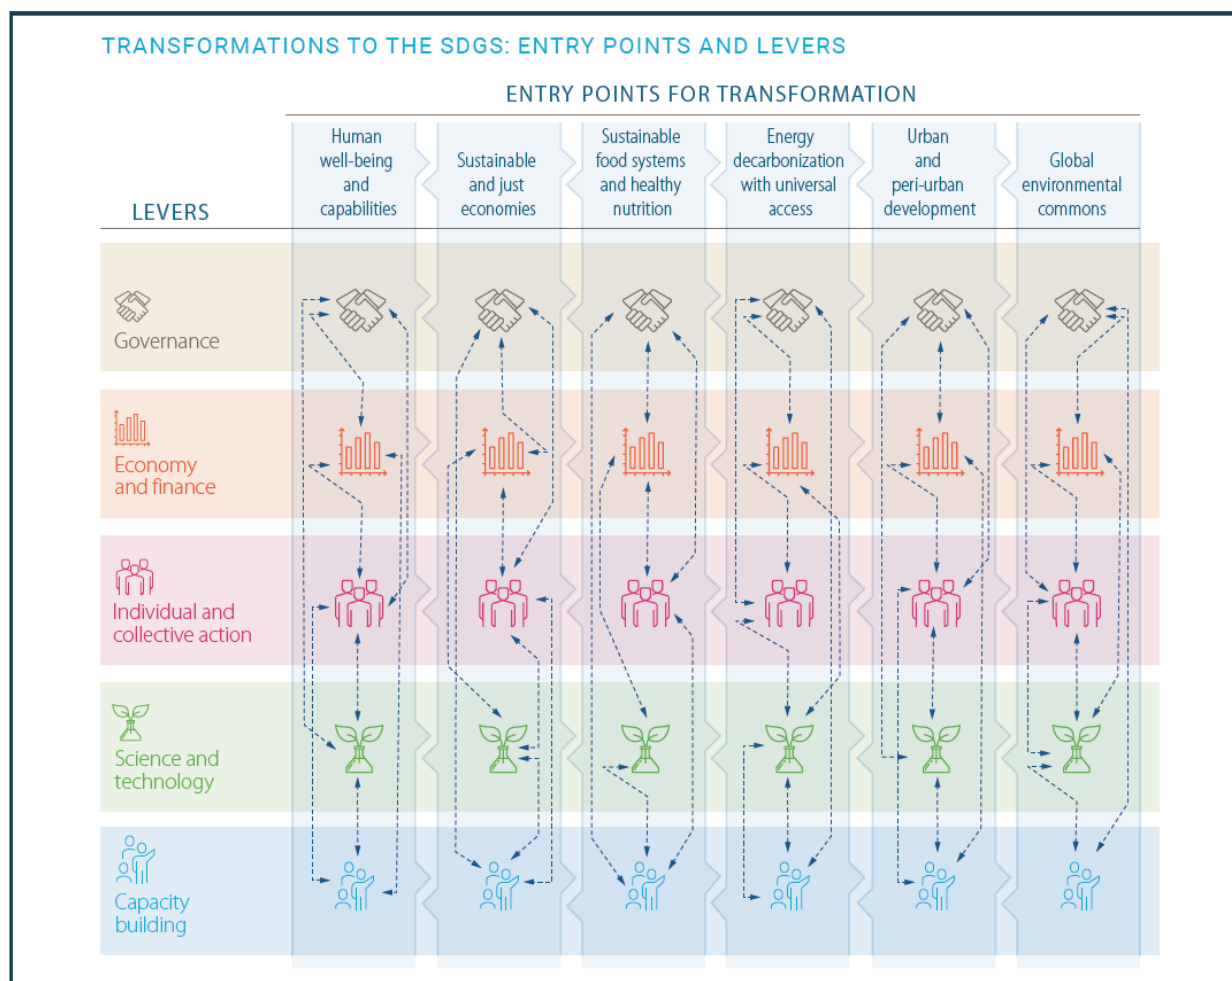 TRANSFORMATIONS TO THE SDGS: ENTRY POINTS AND LEVERS
ENTRY POINTS FOR TRANSFORMATION
LEVERS
Human
well-being
and
capabilities
Sustainable
and just
economies
Sustainable
food systems
and healthy
nutrition
Energy
decarbonization
with universal
access
Urban
and
peri-urban
development
Global
environmental
commons
Governance
Economy
and finance
Individual and
collective action
Science and
technology
Capacity
building